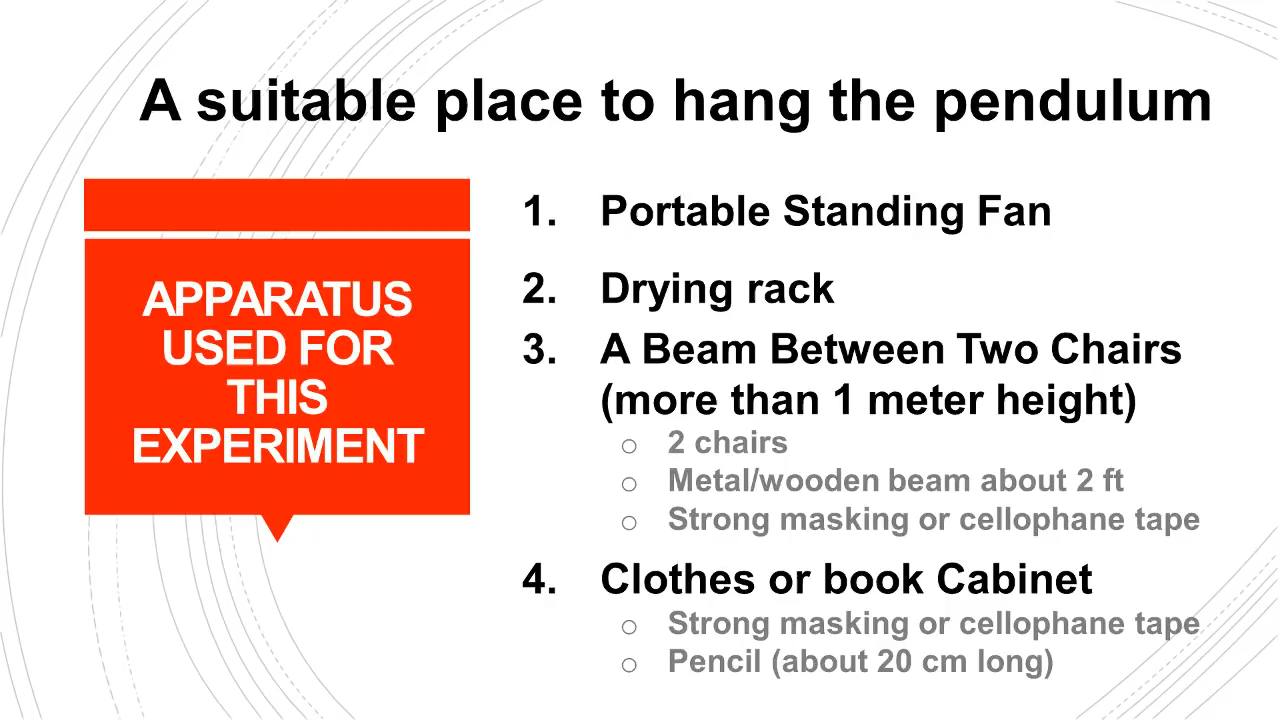 A suitable place to hang the pendulum
APPARATUS
USED FOR
THIS
EXPERIMENT
1. Portable Standing Fan
2. Drying rack
3. A Beam Between Two Chairs
(more than 1 meter height)
○ 2 chairs
○ Metal/wooden beam about 2 ft
○ Strong masking or cellophane tape
4. Clothes or book Cabinet
○ Strong masking or cellophane tape
○ Pencil (about 20 cm long)